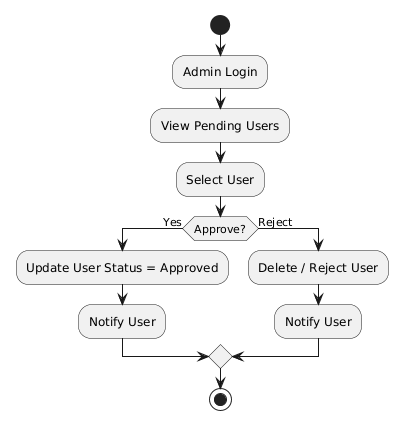 Admin Login
View Pending Users
Select User
Yes
Approve?
Reject
Update User Status = Approved
Delete / Reject User
Notify User
Notify User